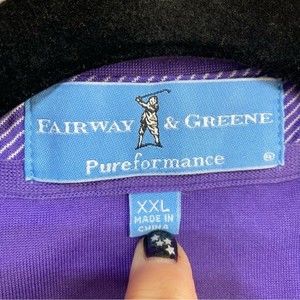 FAIRWAY & GREENE
Pureformance ®
XXL
MADE IN
CHINA